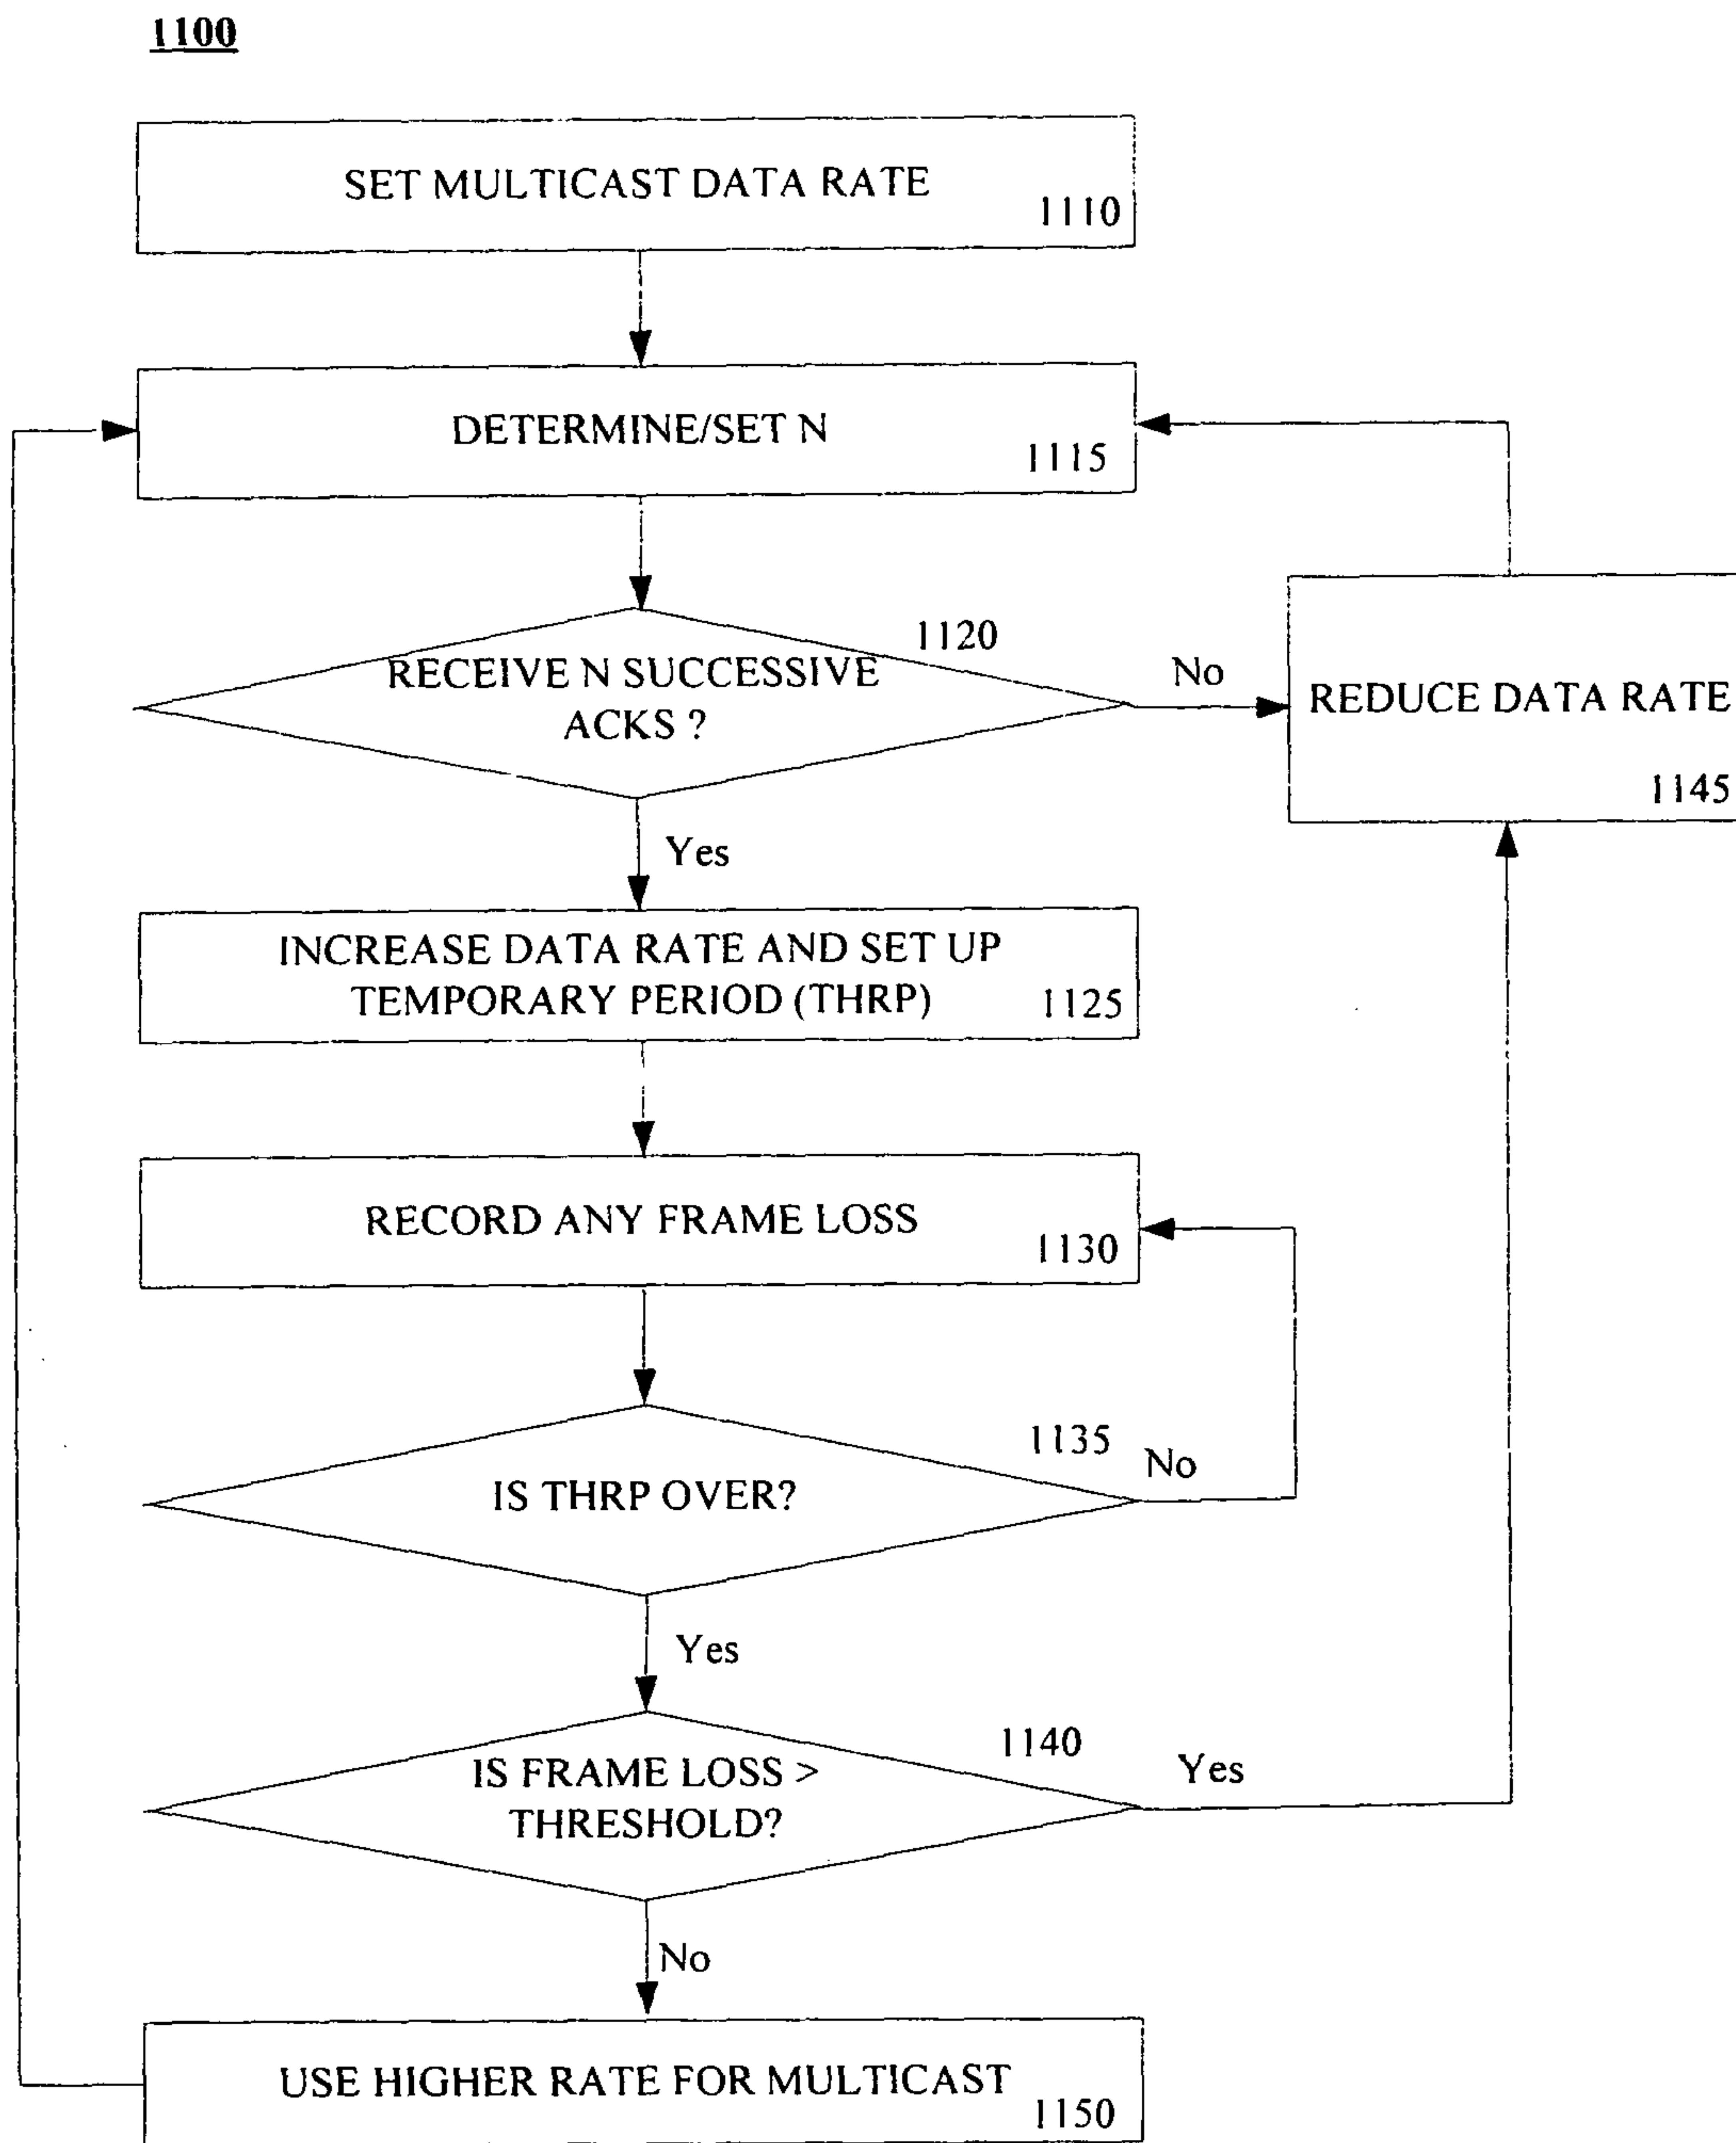 1100
SET MULTICAST DATA RATE
1110
DETERMINE/SET N
1115
1120
RECEIVE N SUCCESSIVE
ACKS ?
No
REDUCE DATA RATE
1145
Yes
INCREASE DATA RATE AND SET UP
TEMPORARY PERIOD (THRP)
1125
RECORD ANY FRAME LOSS
1130
1135
IS THRP OVER?
No
Yes
1140
IS FRAME LOSS >
THRESHOLD?
Yes
No
USE HIGHER RATE FOR MULTICAST
1150